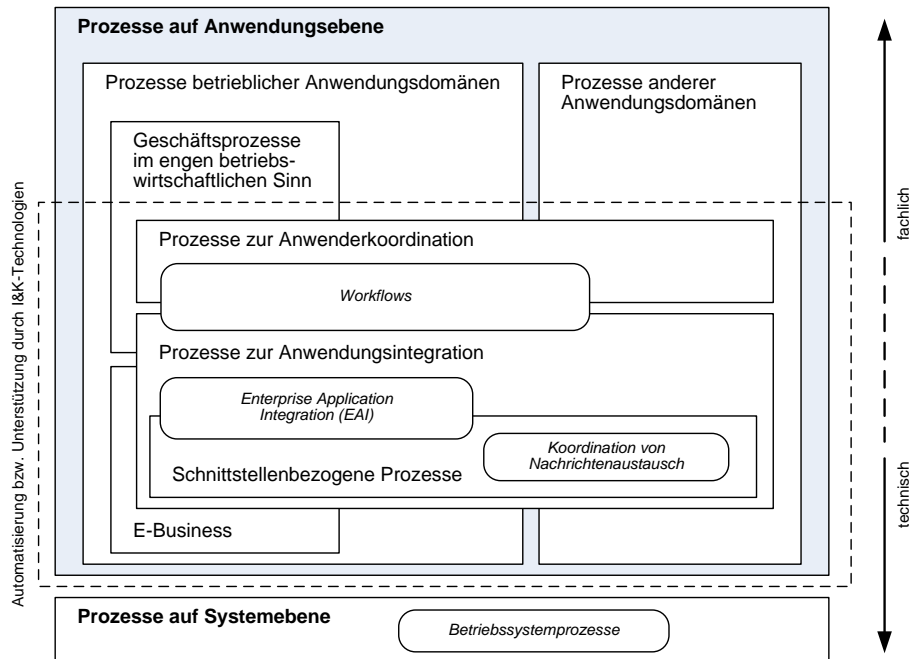 Prozesse auf Anwendungsebene
Prozesse betrieblicher Anwendungsdomänen
Prozesse anderer
Anwendungsdomänen
Geschäftsprozesse
im engen betriebs-
wirtschaftlichen Sinn
Prozesse zur Anwenderkoordination
Workflows
Prozesse zur Anwendungsintegration
Enterprise Application
Integration (EAI)
Koordination von
Nachrichtenaustausch
Schnittstellenbezogene Prozesse
E-Business
Prozesse auf Systemebene
Betriebssystemprozesse
Automatisierung bzw. Unterstützung durch I&K-Technologien
fachlich
technisch